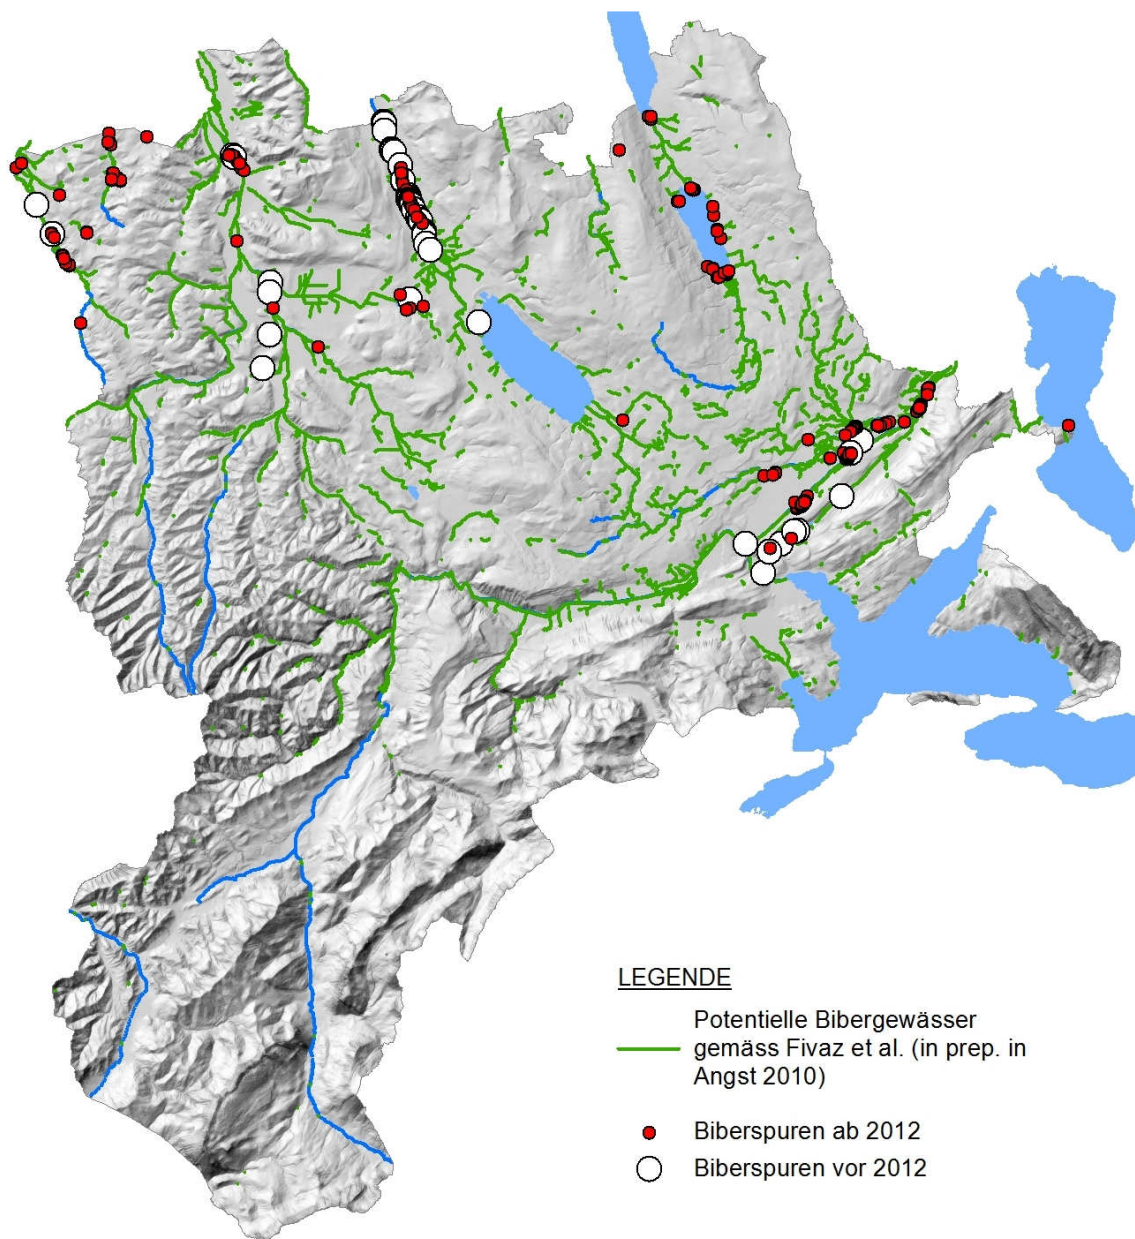 LEGENDE
Potentielle Bibergewässer
gemäss Fivaz et al. (in prep. in
Angst 2010)
Biberspuren ab 2012
Biberspuren vor 2012